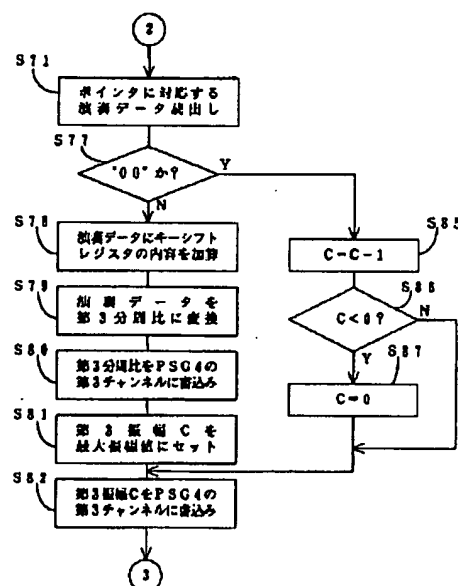 2
S71
ポインタに対応する
演奏データ読出し
S77
"00"か?
Y
N
S78
演奏データにキーシフト
レジスタの内容を加算
S85
C=C-1
S79
演奏データを
第3分周比に変換
S86
C<0?
N
Y
S80
第3分周比をPSG4の
第3チャンネルに書込み
S87
C=0
S81
第3振幅Cを
最大振幅値にセット
S82
第3振幅CをPSG4の
第3チャンネルに書込み
3